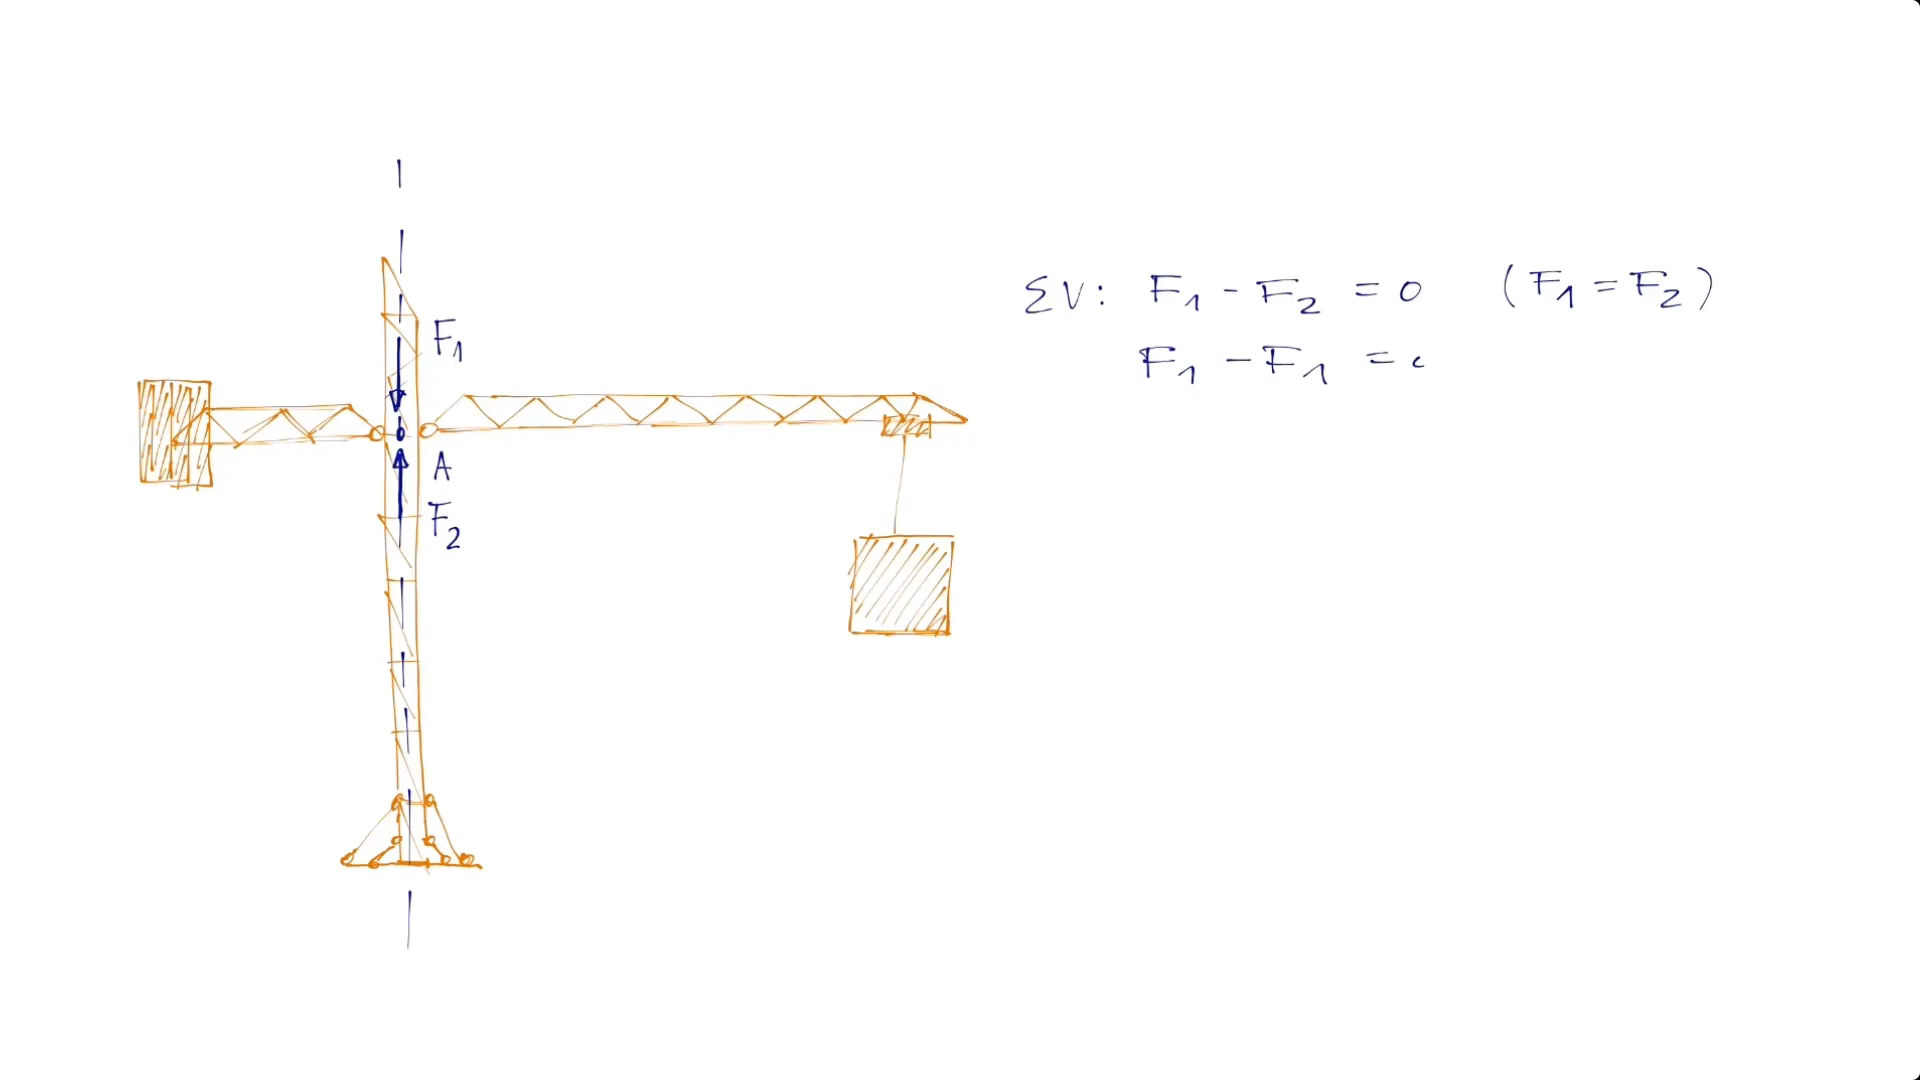 F₁
A
F₂
ΣV: F₁ - F₂ = 0 (F₁ = F₂)
F₁ - F₁ =